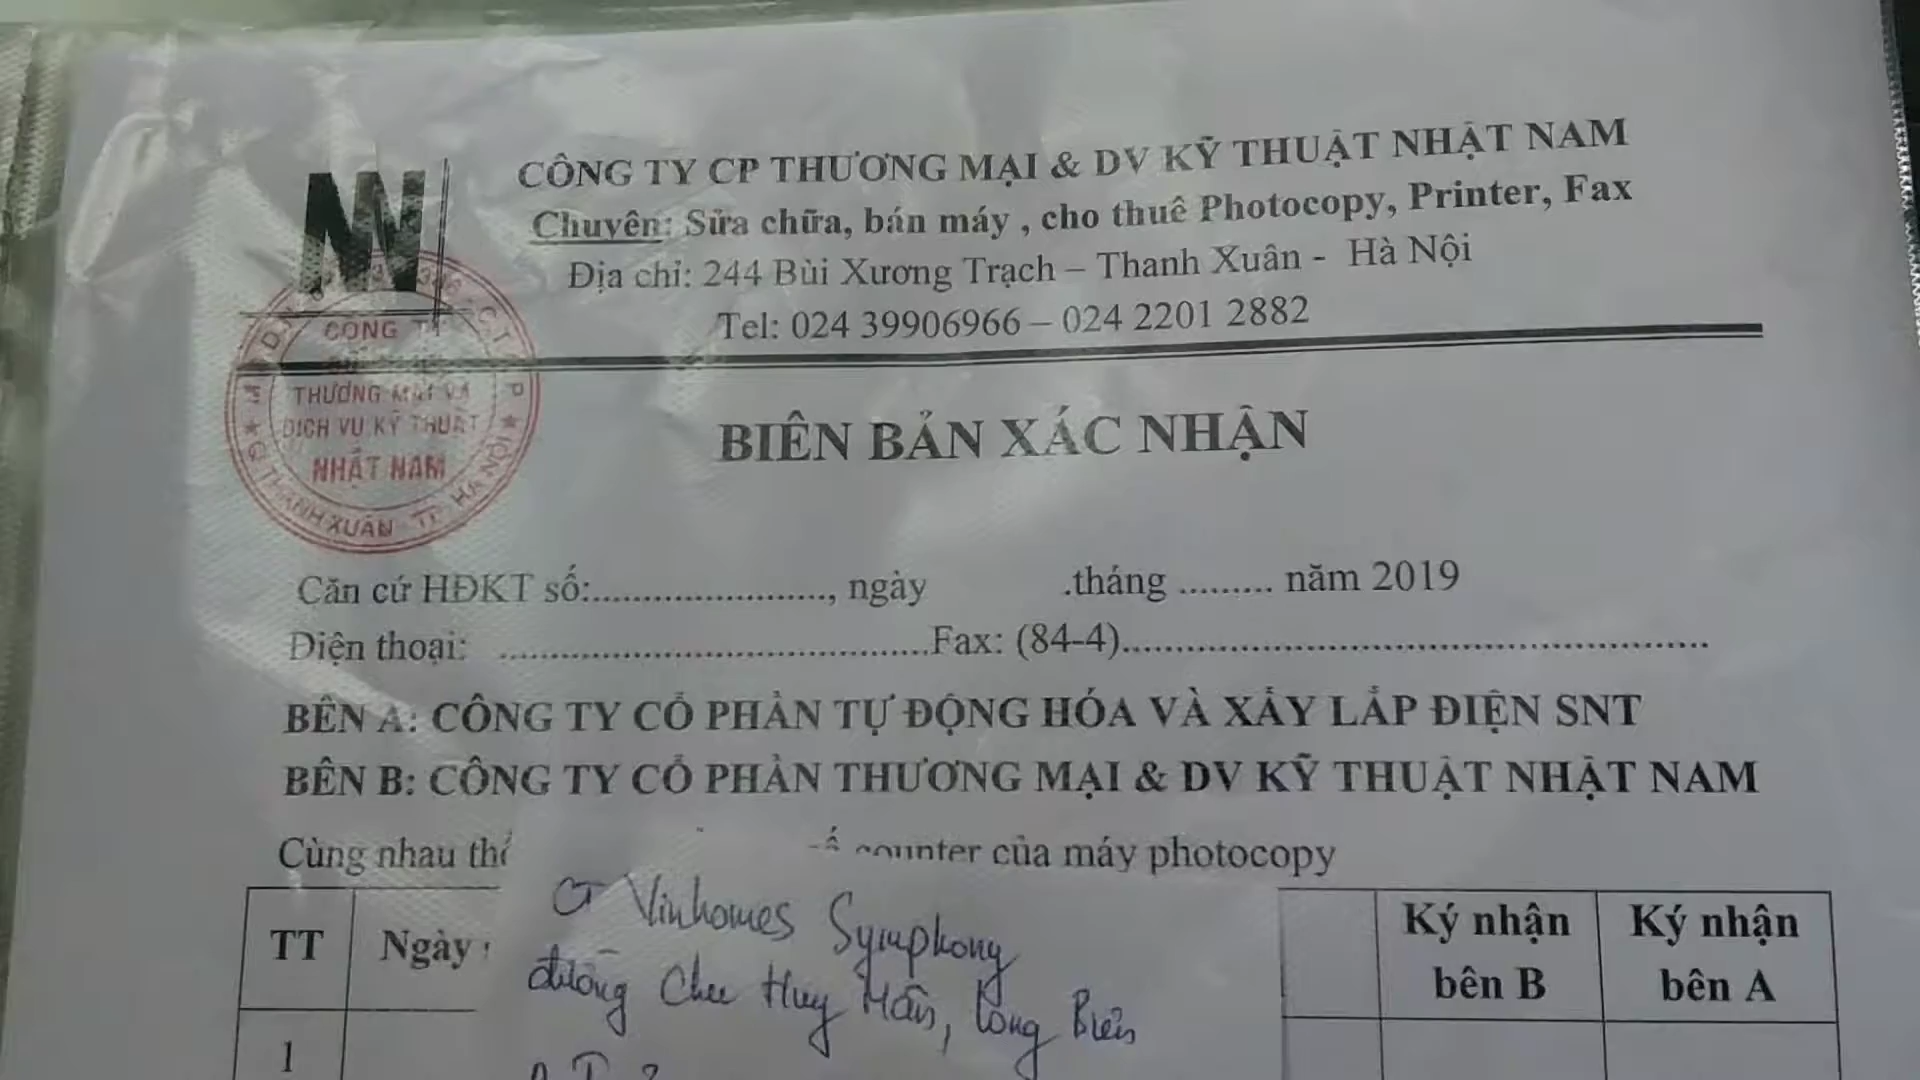 CÔNG TY CP THƯƠNG MẠI & DV KỸ THUẬT NHẬT NAM
Chuyên: Sửa chữa, bán máy , cho thuê Photocopy, Printer, Fax
Địa chỉ: 244 Bùi Xương Trạch – Thanh Xuân - Hà Nội
Tel: 024 39906966 – 024 2201 2882
CÔNG TY
THƯƠNG MẠI VÀ
DỊCH VỤ KỸ THUẬT
NHẬT NAM
Q. THANH XUÂN - TP. HÀ NỘI
BIÊN BẢN XÁC NHẬN
Căn cứ HĐKT số:......................., ngày .tháng ......... năm 2019
Điện thoại: ..........................................Fax: (84-4)..........................................................
BÊN A: CÔNG TY CỔ PHẦN TỰ ĐỘNG HÓA VÀ XẤY LẮP ĐIỆN SNT
BÊN B: CÔNG TY CỔ PHẦN THƯƠNG MẠI & DV KỸ THUẬT NHẬT NAM
Cùng nhau counter của máy photocopy
TT Ngày Ký nhận bên B Ký nhận bên A
1
CT Vinhomes Symphony
đường Chu Huy Mân, Long Biên